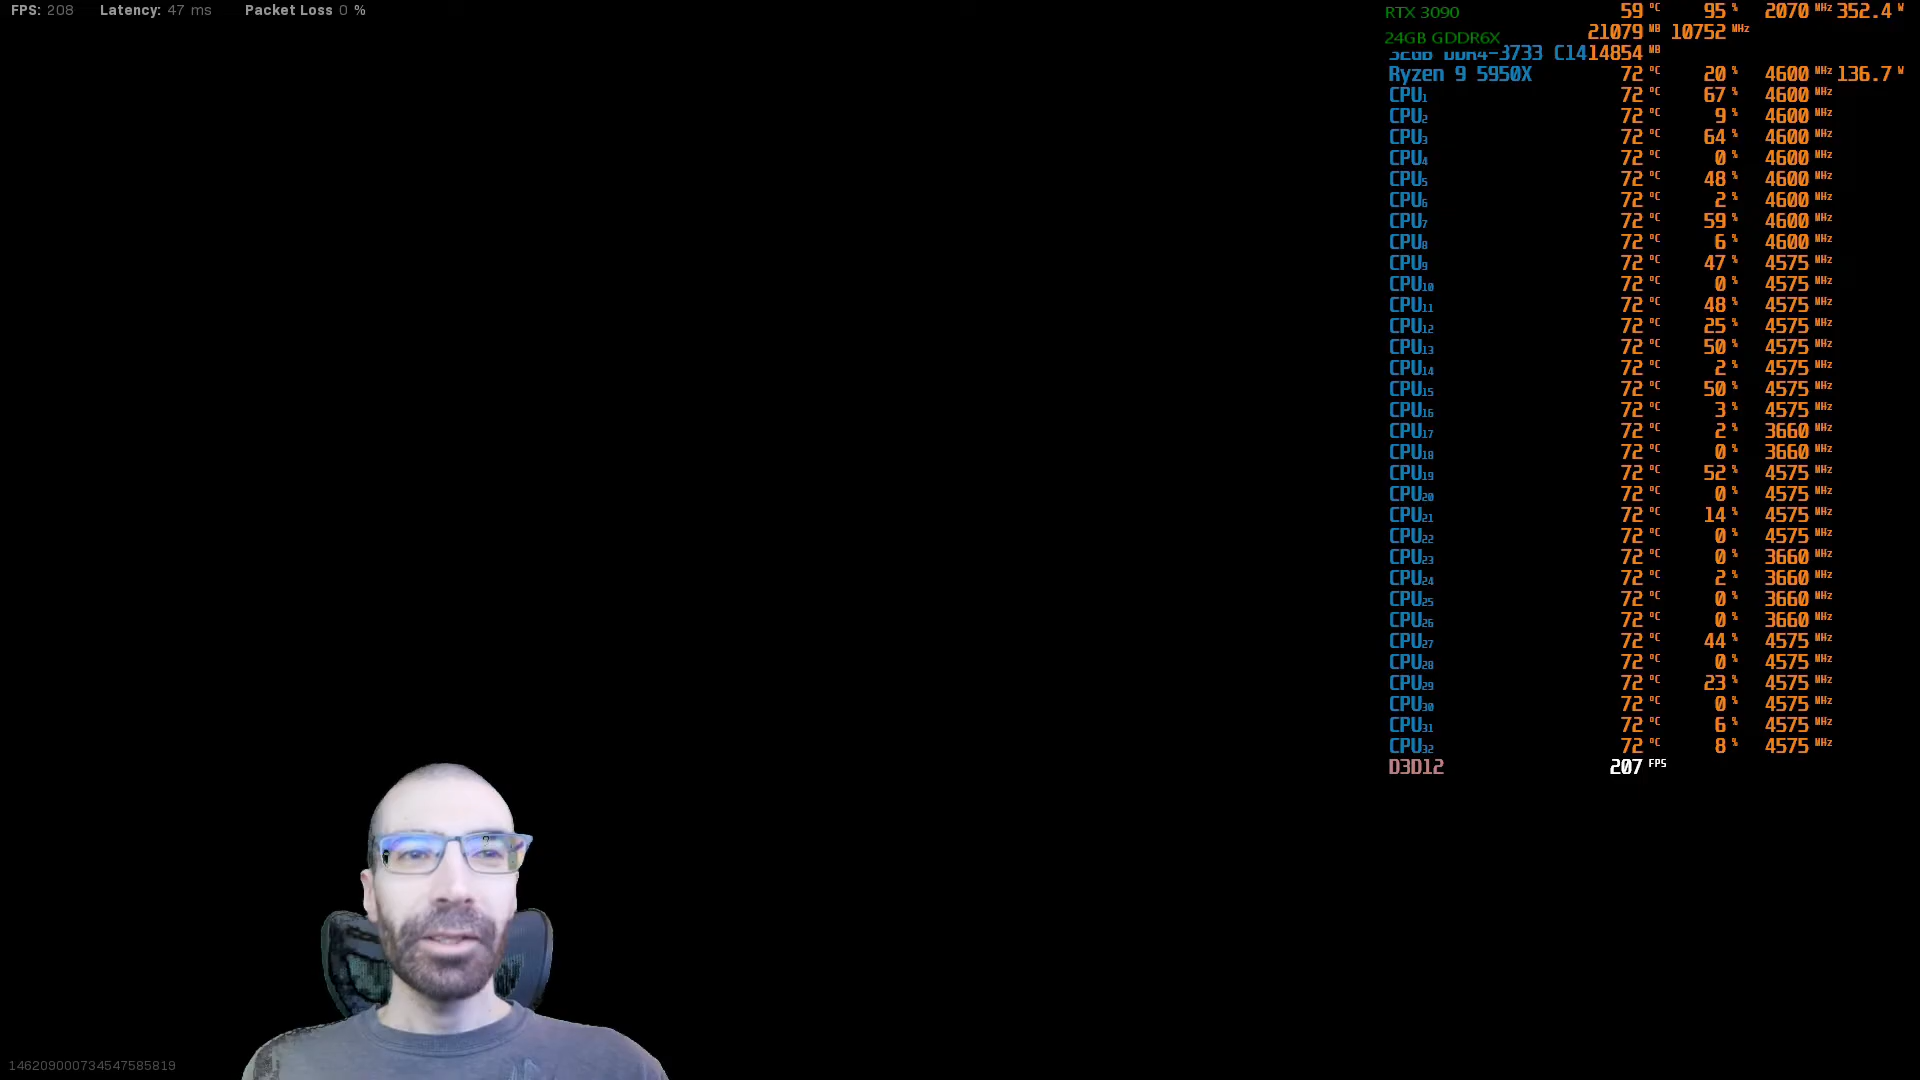 FPS: 208 Latency: 47 ms Packet Loss 0 %
RTX 3090 59 °C 95 % 2070 MHz 352.4 W
24GB GDDR6X 21079 MB 10752 MHz
32GB DDR4-3733 C14 14854 MB
Ryzen 9 5950X 72 °C 20 % 4600 MHz 136.7 W
CPU1 72 °C 67 % 4600 MHz
CPU2 72 °C 9 % 4600 MHz
CPU3 72 °C 64 % 4600 MHz
CPU4 72 °C 0 % 4600 MHz
CPU5 72 °C 48 % 4600 MHz
CPU6 72 °C 2 % 4600 MHz
CPU7 72 °C 59 % 4600 MHz
CPU8 72 °C 6 % 4600 MHz
CPU9 72 °C 47 % 4575 MHz
CPU10 72 °C 0 % 4575 MHz
CPU11 72 °C 48 % 4575 MHz
CPU12 72 °C 25 % 4575 MHz
CPU13 72 °C 50 % 4575 MHz
CPU14 72 °C 2 % 4575 MHz
CPU15 72 °C 50 % 4575 MHz
CPU16 72 °C 3 % 4575 MHz
CPU17 72 °C 2 % 3660 MHz
CPU18 72 °C 0 % 3660 MHz
CPU19 72 °C 52 % 4575 MHz
CPU20 72 °C 0 % 4575 MHz
CPU21 72 °C 14 % 4575 MHz
CPU22 72 °C 0 % 4575 MHz
CPU23 72 °C 0 % 3660 MHz
CPU24 72 °C 2 % 3660 MHz
CPU25 72 °C 0 % 3660 MHz
CPU26 72 °C 0 % 3660 MHz
CPU27 72 °C 44 % 4575 MHz
CPU28 72 °C 0 % 4575 MHz
CPU29 72 °C 23 % 4575 MHz
CPU30 72 °C 0 % 4575 MHz
CPU31 72 °C 6 % 4575 MHz
CPU32 72 °C 8 % 4575 MHz
D3D12 207 FPS
146209000734547585819